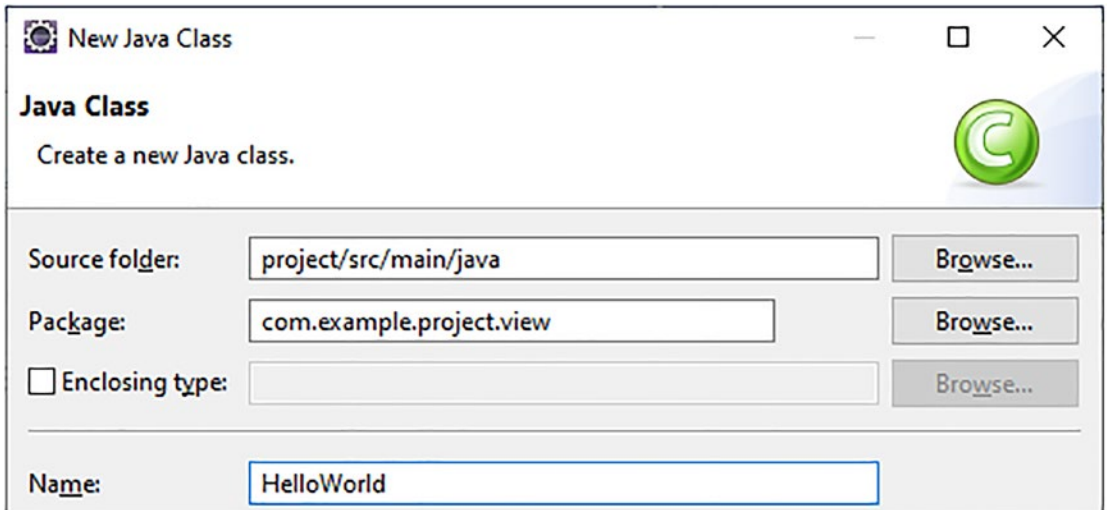 New Java Class
Java Class
Create a new Java class.
Source folder: project/src/main/java Browse...
Package: com.example.project.view Browse...
Enclosing type: Browse...
Name: HelloWorld